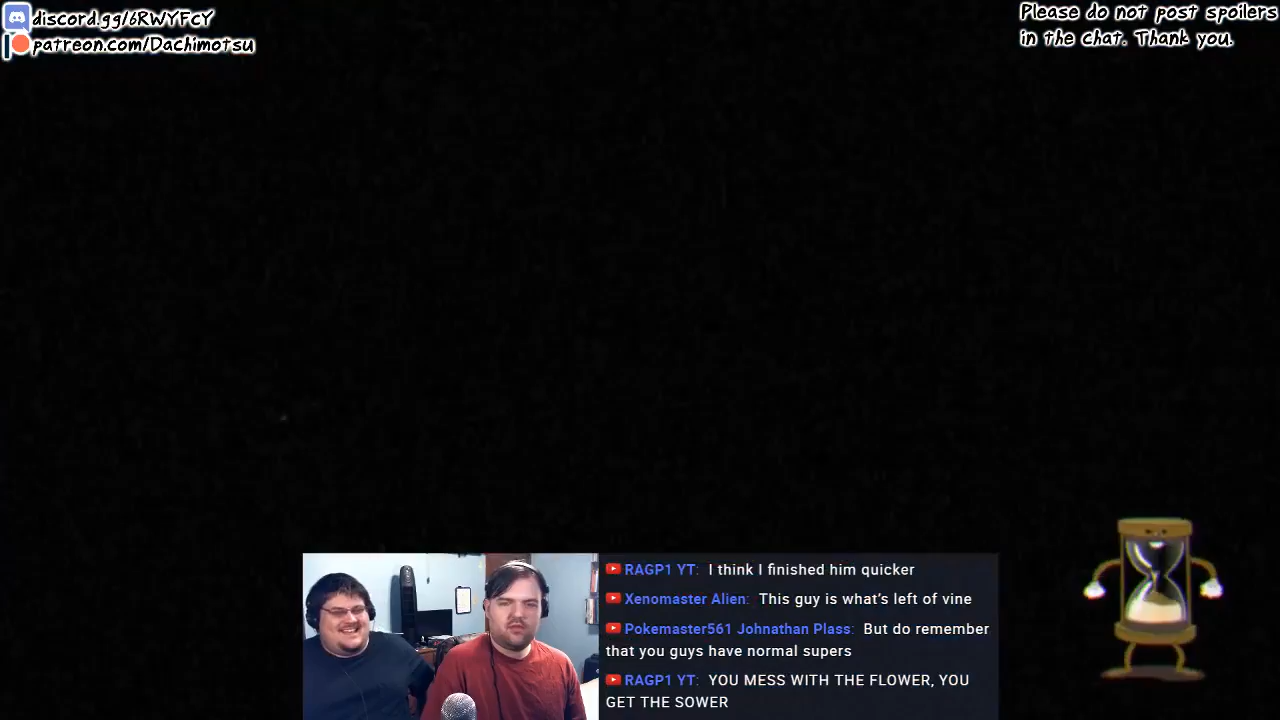 discord.gg/6RWYFcY
patreon.com/Dachimotsu
Please do not post spoilers
in the chat. Thank you.
RAGP1 YT: I think I finished him quicker
Xenomaster Alien: This guy is what's left of vine
Pokemaster561 Johnathan Plass: But do remember
that you guys have normal supers
RAGP1 YT: YOU MESS WITH THE FLOWER, YOU
GET THE SOWER